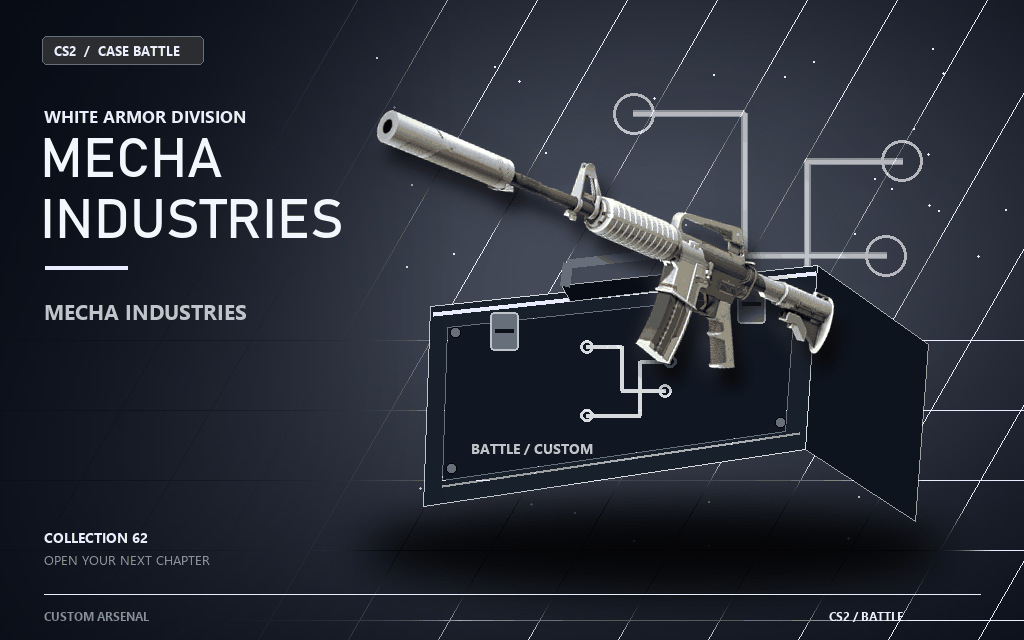 CS2 / CASE BATTLE
WHITE ARMOR DIVISION
MECHA
INDUSTRIES
MECHA INDUSTRIES
BATTLE / CUSTOM
COLLECTION 62
OPEN YOUR NEXT CHAPTER
CUSTOM ARSENAL
CS2 / BATTLE